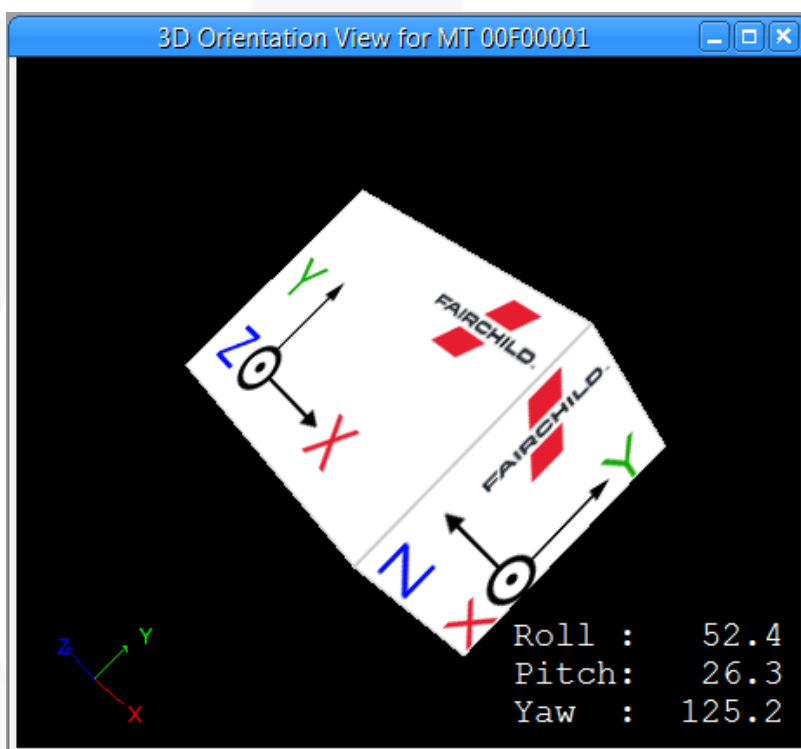 3D Orientation View for MT 00F00001
Y
Z
X
FAIRCHILD
FAIRCHILD
Y
Z
X
Z
Y
X
Roll : 52.4
Pitch: 26.3
Yaw : 125.2